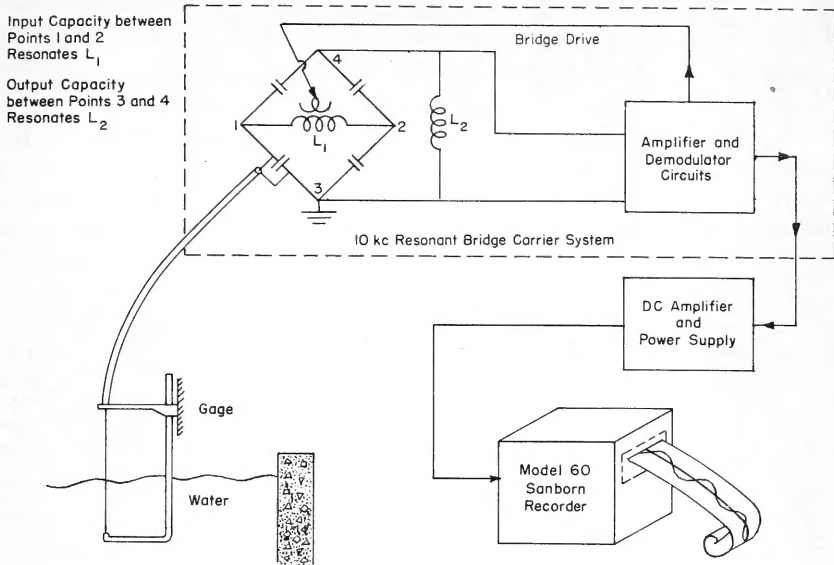 Input Capacity between
Points 1 and 2
Resonates L1
Output Capacity
between Points 3 and 4
Resonates L2
Bridge Drive
4
1
2
L1
L2
3
Amplifier and
Demodulator
Circuits
10 kc Resonant Bridge Carrier System
DC Amplifier
and
Power Supply
Gage
Water
Model 60
Sanborn
Recorder